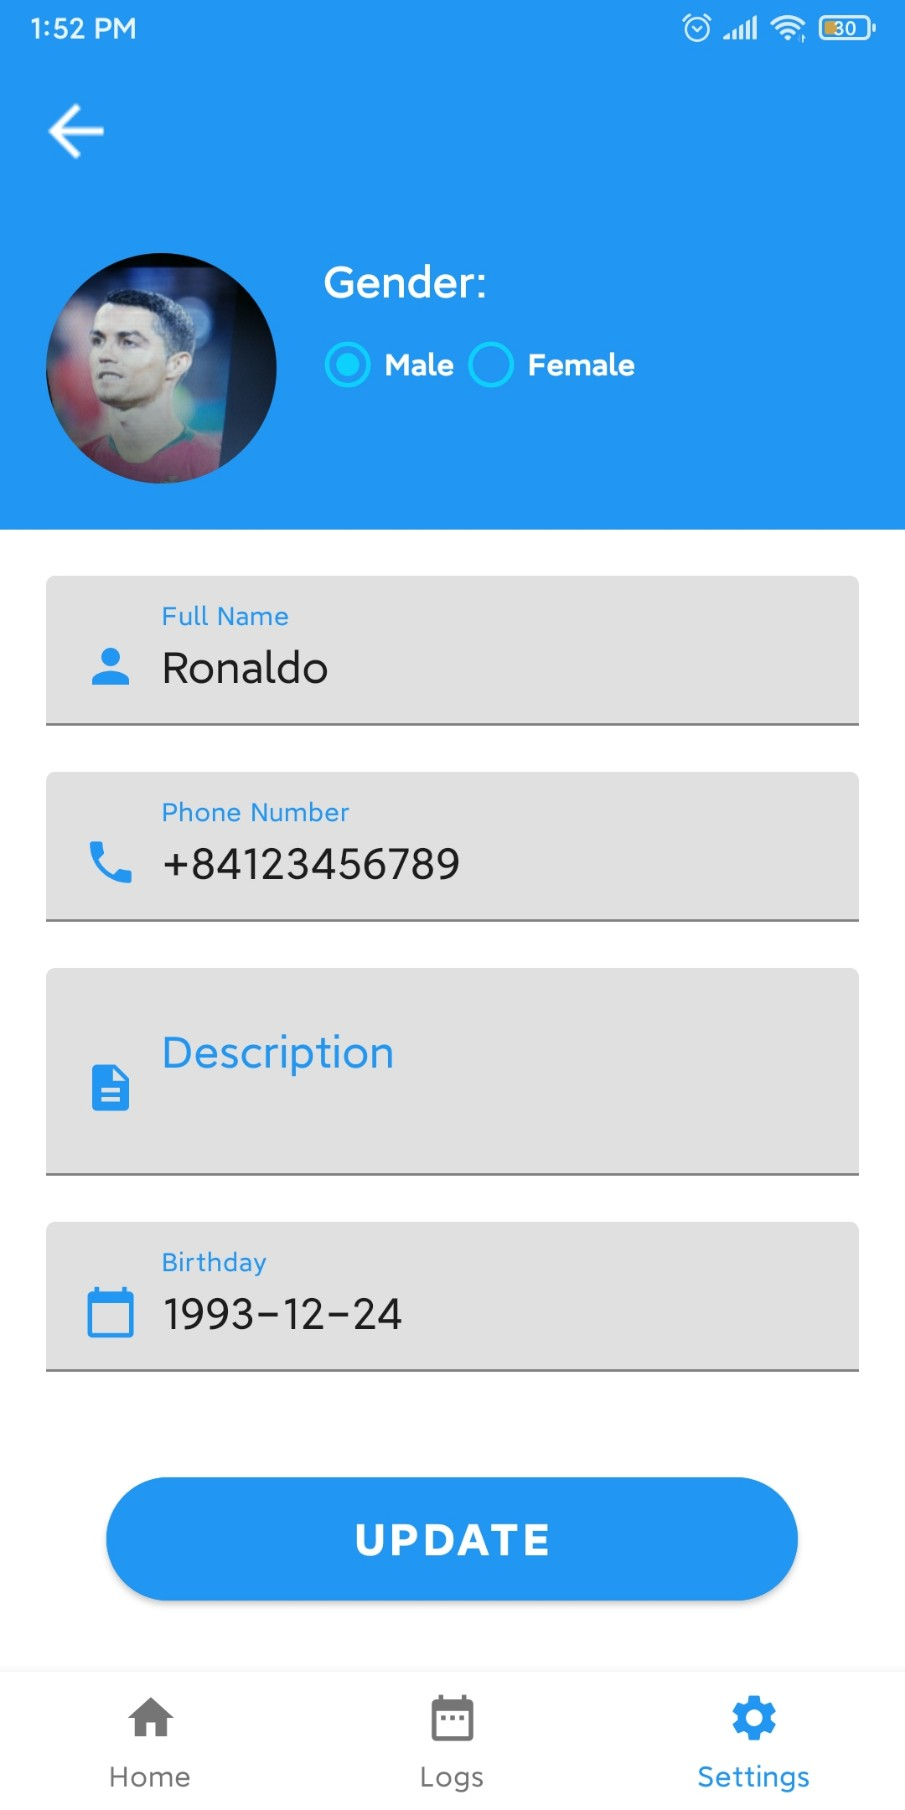 1:52 PM
30
Gender:
Male Female
Full Name
Ronaldo
Phone Number
+84123456789
Description
Birthday
1993-12-24
UPDATE
Home Logs Settings